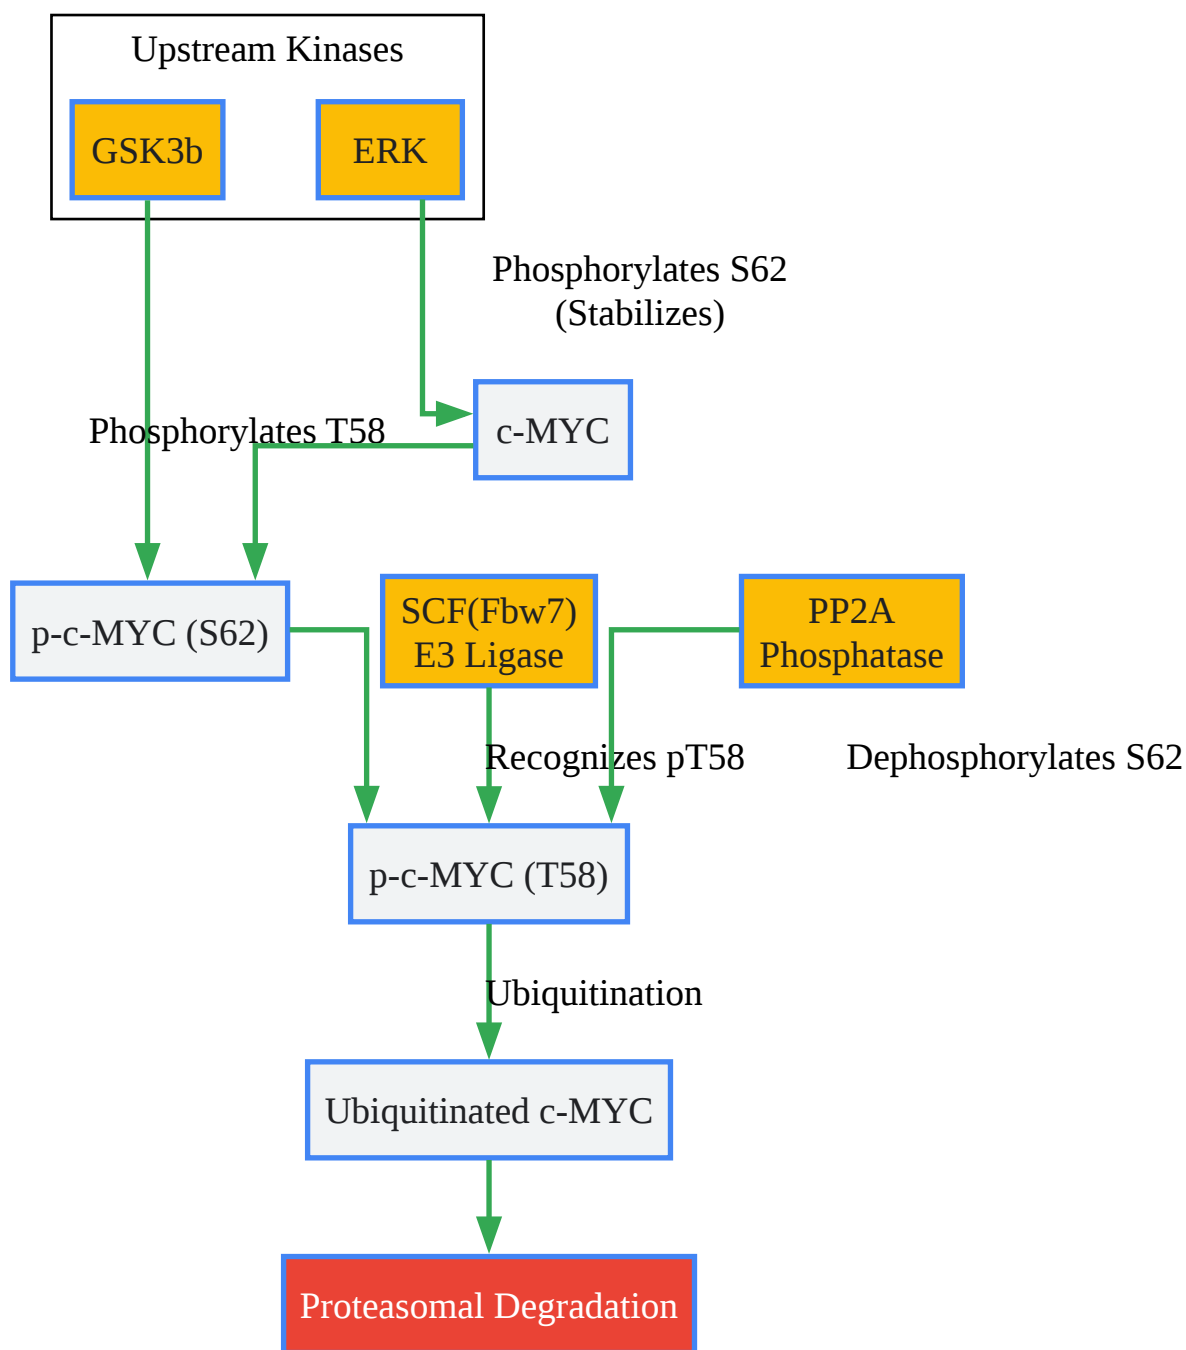 Upstream Kinases
GSK3b
ERK
Phosphorylates S62
(Stabilizes)
Phosphorylates T58
c-MYC
p-c-MYC (S62)
SCF(Fbw7)
E3 Ligase
PP2A
Phosphatase
Recognizes pT58
Dephosphorylates S62
p-c-MYC (T58)
Ubiquitination
Ubiquitinated c-MYC
Proteasomal Degradation